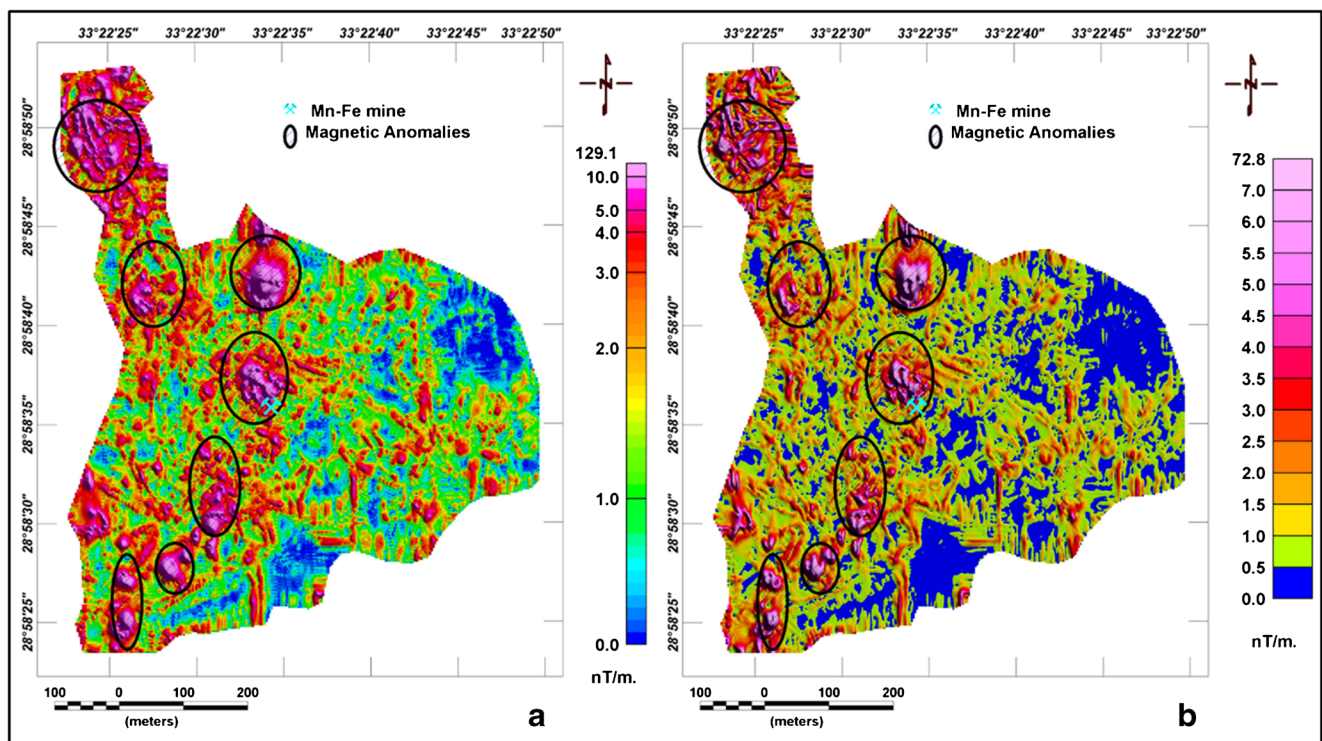 33°22′25″ 33°22′30″ 33°22′35″ 33°22′40″ 33°22′50″
Mn-Fe mine
Magnetic Anomalies
28°58′50″
28°58′45″
28°58′40″
28°58′35″
28°58′30″
28°58′25″
129.1
10.0
5.0
4.0
3.0
2.0
1.0
0.0
nT/m.
100 0 100 200
(meters)
a
33°22′25″ 33°22′30″ 33°22′35″ 33°22′40″ 33°22′50″
Mn-Fe mine
Magnetic Anomalies
28°58′50″
28°58′45″
28°58′40″
28°58′35″
28°58′30″
28°58′25″
72.8
7.0
6.0
5.5
5.0
4.5
4.0
3.5
3.0
2.5
2.0
1.5
1.0
0.5
0.0
nT/m.
100 0 100 200
(meters)
b